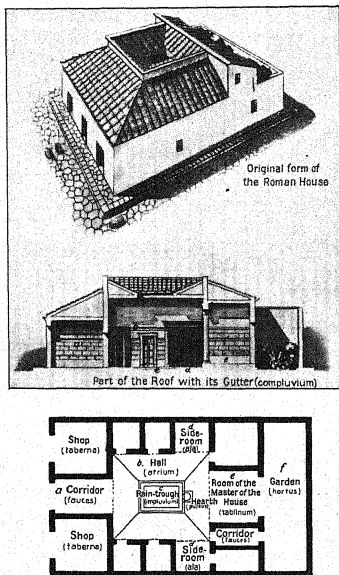 Original form of
the Roman House
Part of the Roof with its Gutter (compluvium)
Shop
(taberna)
a Corridor
(fauces)
Shop
(taberna)
b. Hall
(atrium)
d
Side-
room
(ala)
c
Rain-trough
(impluvium)
Hearth
d
Side-
room
(ala)
e
Room of the
Master of the
House
(tablinum)
Corridor
(fauces)
f
Garden
(hortus)